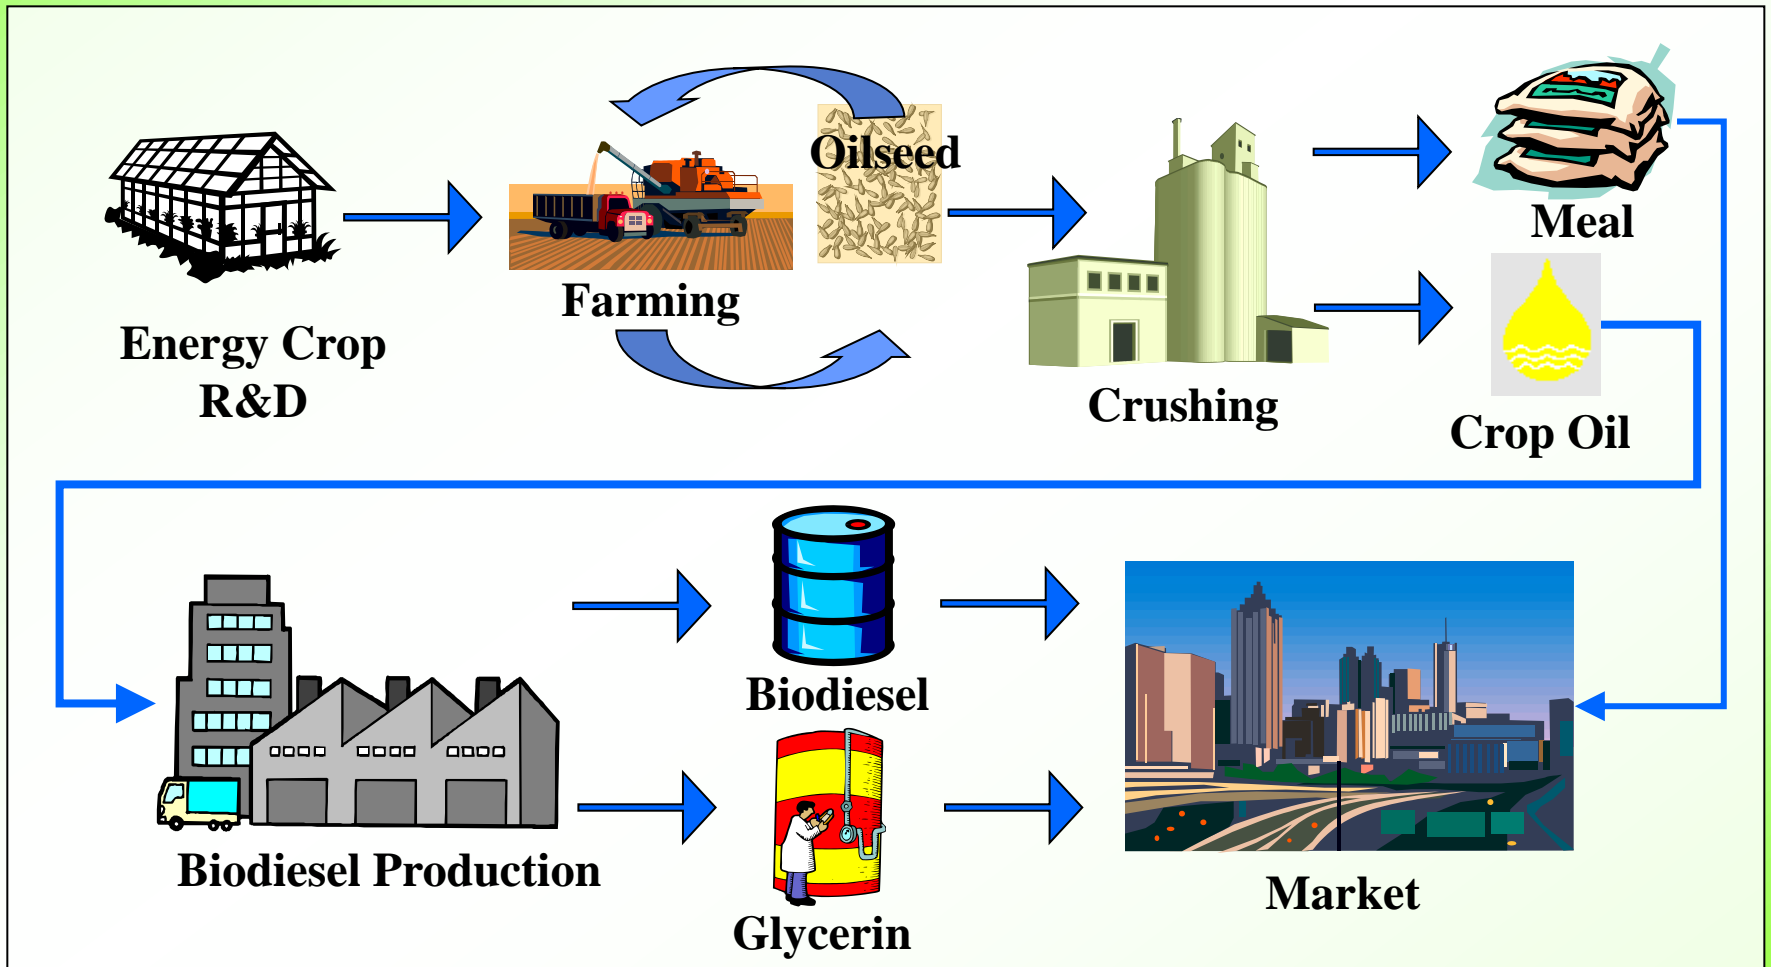 Oilseed
Meal
Farming
Energy Crop
R&D
Crushing
Crop Oil
Biodiesel
Biodiesel Production
Market
Glycerin